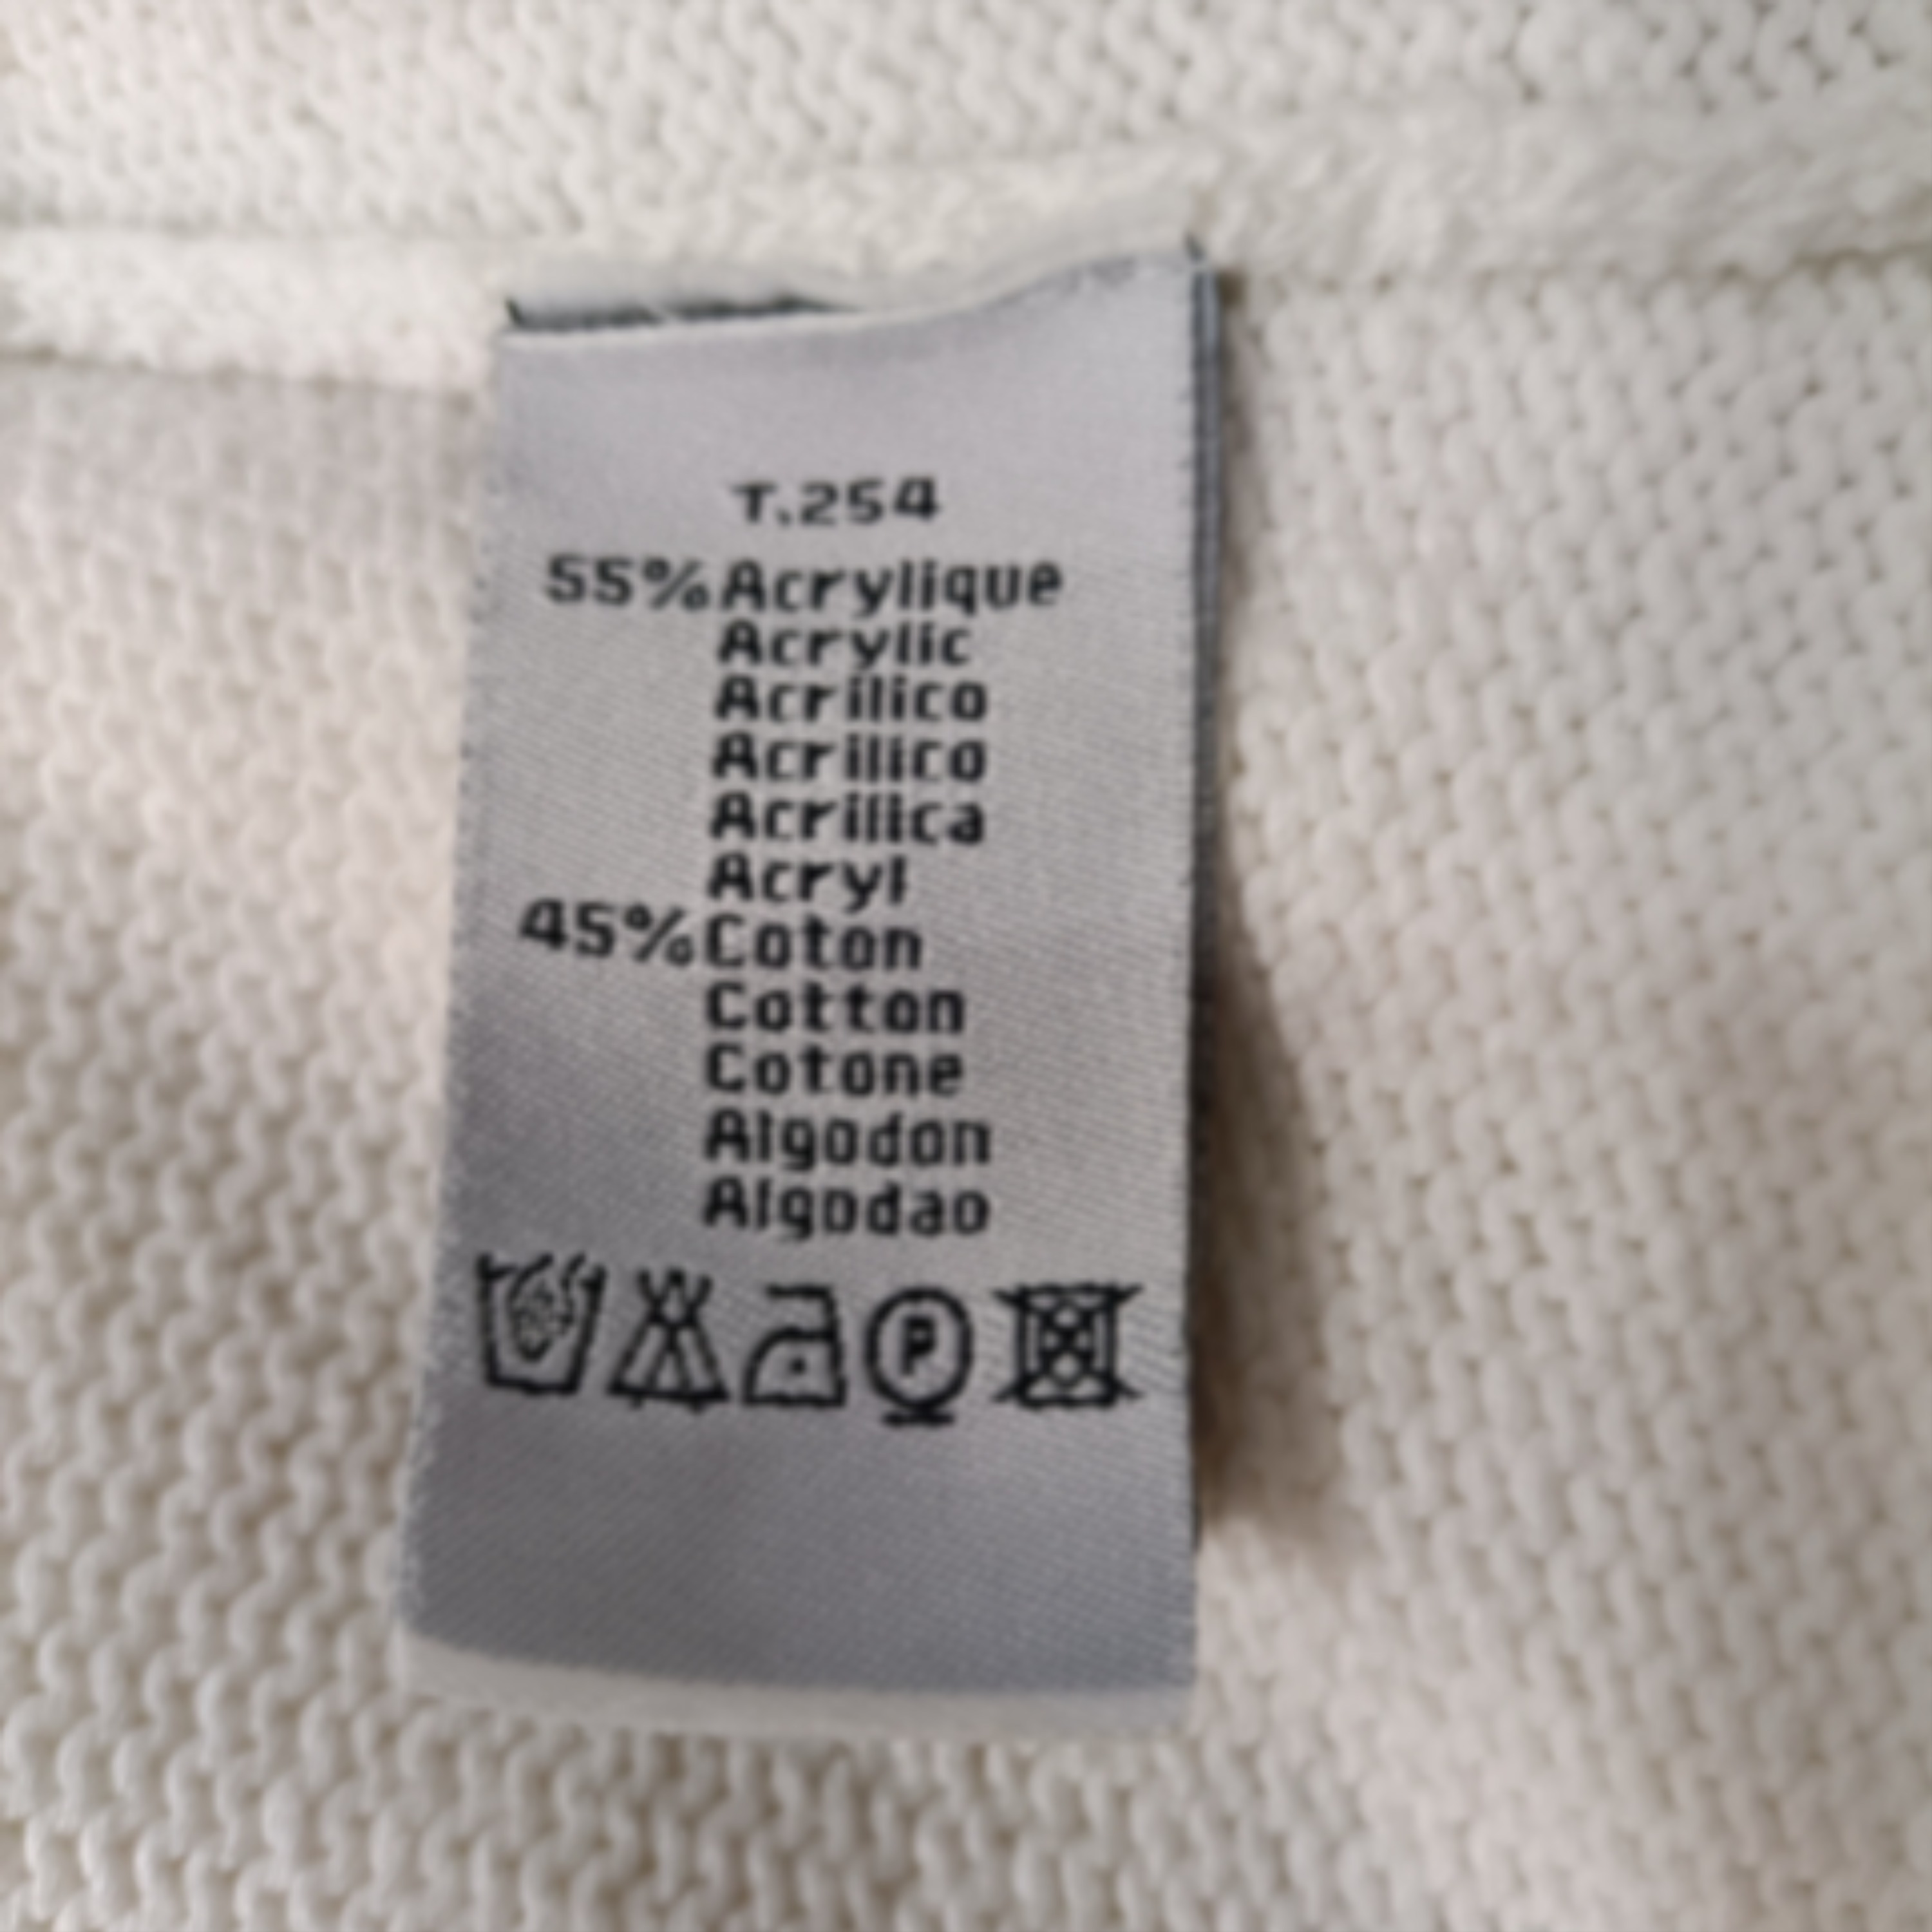 T.254
55%Acrylique
Acrylic
Acrilico
Acrilico
Acrilica
Acryl
45%Coton
Cotton
Cotone
Algodon
Algodao
P